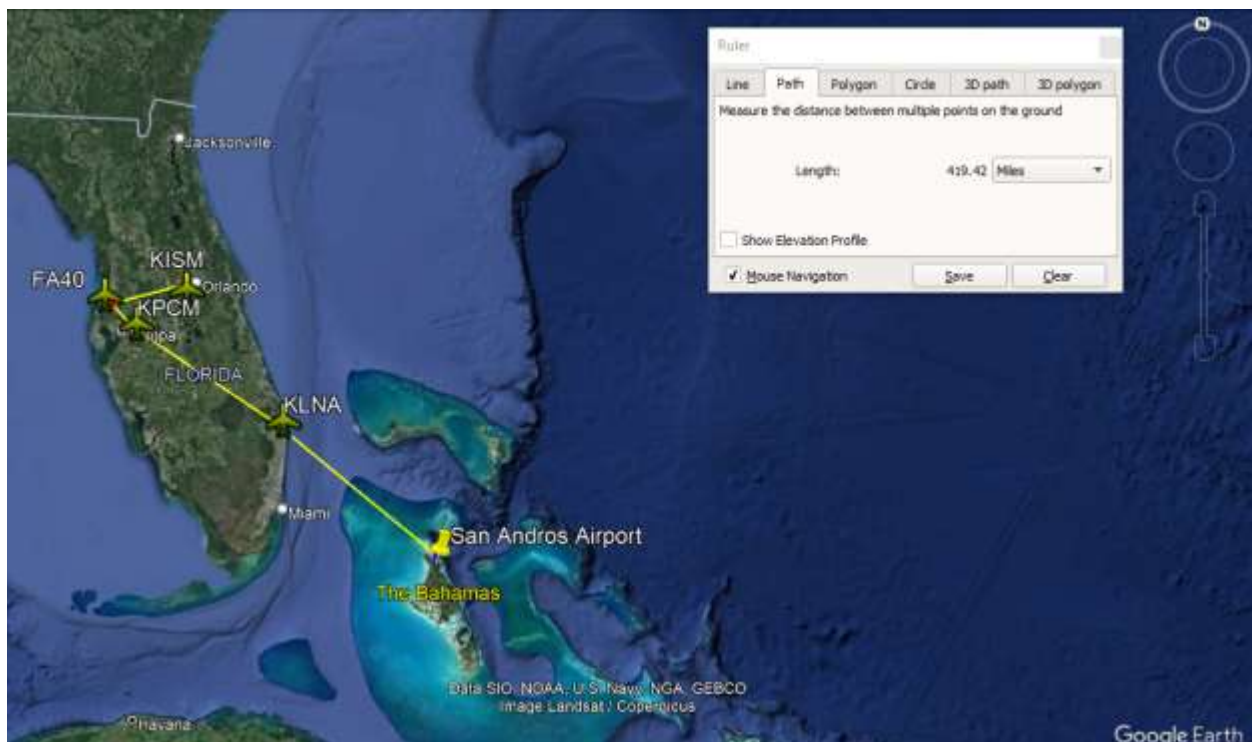 Ruler
Line Path Polygon Circle 3D path 3D polygon
Measure the distance between multiple points on the ground
Length: 419.42 Miles
Show Elevation Profile
Mouse Navigation Save Clear
N
Jacksonville
KISM
FA40
Orlando
KPCM
FLORIDA
KLNA
Miami
San Andros Airport
The Bahamas
Data SIO, NOAA, U.S. Navy, NGA, GEBCO
Image Landsat / Copernicus
Havana
Google Earth